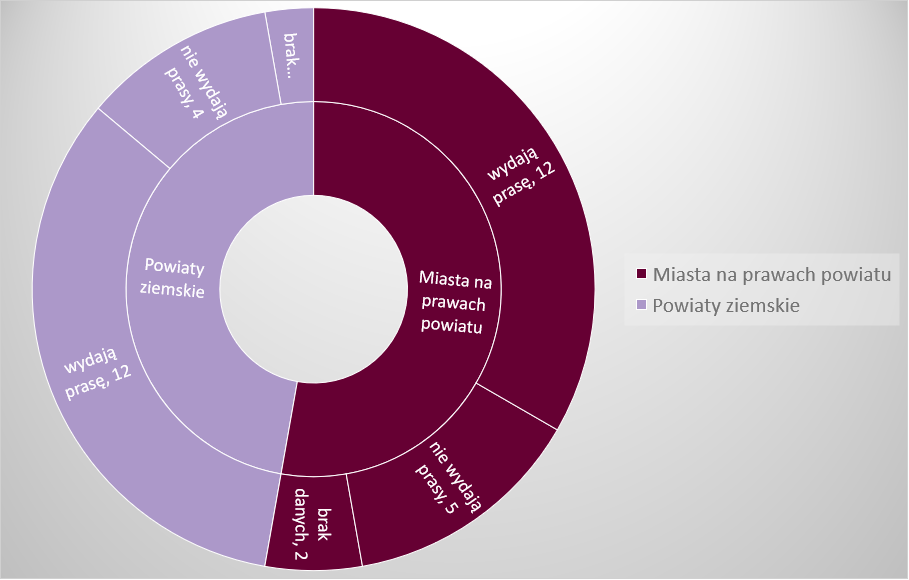 brak...
nie wydają
prasy, 4
wydają
prasę, 12
Powiaty
ziemskie
Miasta na
prawach
powiatu
wydają
prasę, 12
nie wydają
prasy, 5
brak
danych, 2
Miasta na prawach powiatu
Powiaty ziemskie